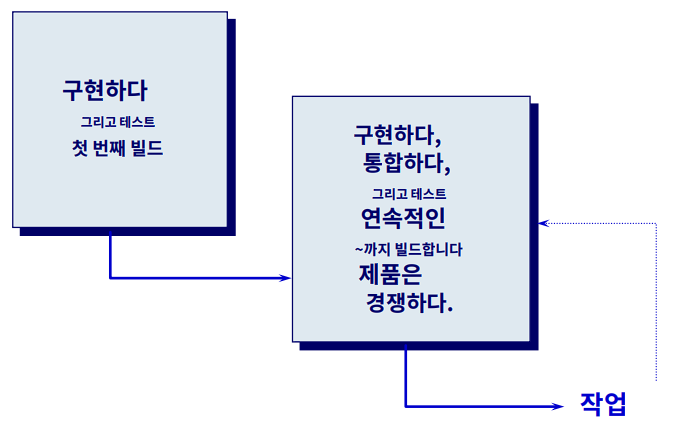 구현하다
그리고 테스트
첫 번째 빌드
구현하다,
통합하다,
그리고 테스트
연속적인
~까지 빌드합니다
제품은
경쟁하다.
작업